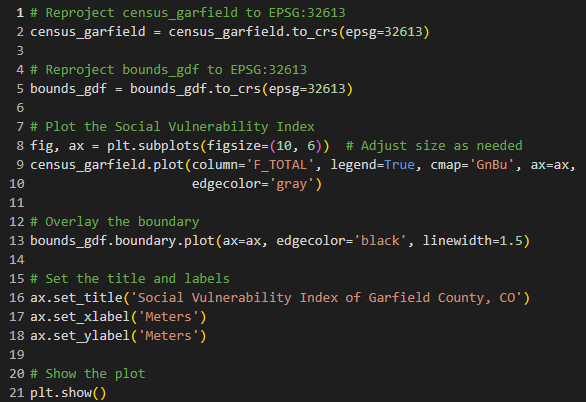 1 # Reproject census_garfield to EPSG:32613
2 census_garfield = census_garfield.to_crs(epsg=32613)
3
4 # Reproject bounds_gdf to EPSG:32613
5 bounds_gdf = bounds_gdf.to_crs(epsg=32613)
6
7 # Plot the Social Vulnerability Index
8 fig, ax = plt.subplots(figsize=(10, 6))  # Adjust size as needed
9 census_garfield.plot(column='F_TOTAL', legend=True, cmap='GnBu', ax=ax,
10                     edgecolor='gray')
11
12 # Overlay the boundary
13 bounds_gdf.boundary.plot(ax=ax, edgecolor='black', linewidth=1.5)
14
15 # Set the title and labels
16 ax.set_title('Social Vulnerability Index of Garfield County, CO')
17 ax.set_xlabel('Meters')
18 ax.set_ylabel('Meters')
19
20 # Show the plot
21 plt.show()